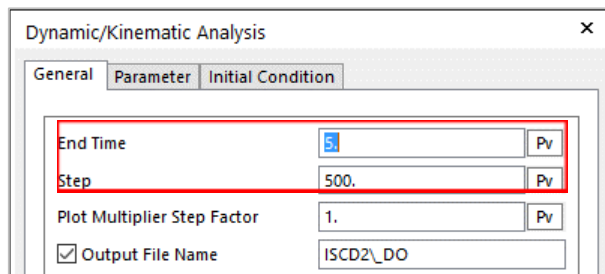 Dynamic/Kinematic Analysis ×
General Parameter Initial Condition
End Time 5. Pv
Step 500. Pv
Plot Multiplier Step Factor 1. Pv
Output File Name ISCD2\_DO